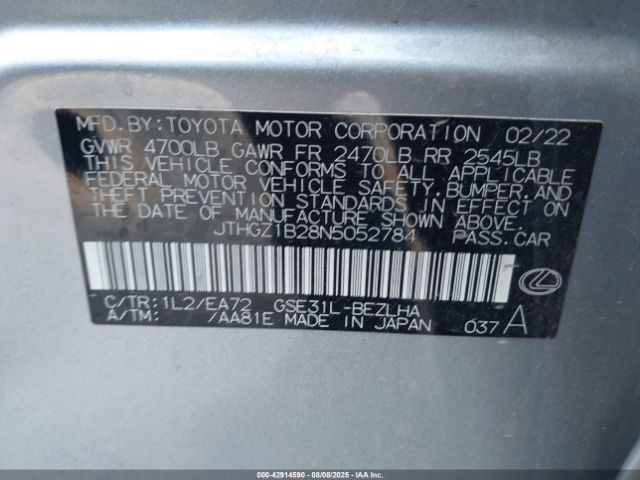 MFD.BY:TOYOTA MOTOR CORPORATION 02/22
GVWR 4700LB GAWR FR 2470LB RR 2545LB
THIS VEHICLE CONFORMS TO ALL APPLICABLE
FEDERAL MOTOR VEHICLE SAFETY, BUMPER, AND
THEFT PREVENTION STANDARDS IN EFFECT ON
THE DATE OF MANUFACTURE SHOWN ABOVE.
JTHGZ1B28N5052784 PASS.CAR
C/TR:1L2/EA72 GSE31L-BEZLHA
A/TM: /AA81E MADE IN JAPAN 037 A
000-42914590 - 08/08/2025 - IAAI.COM